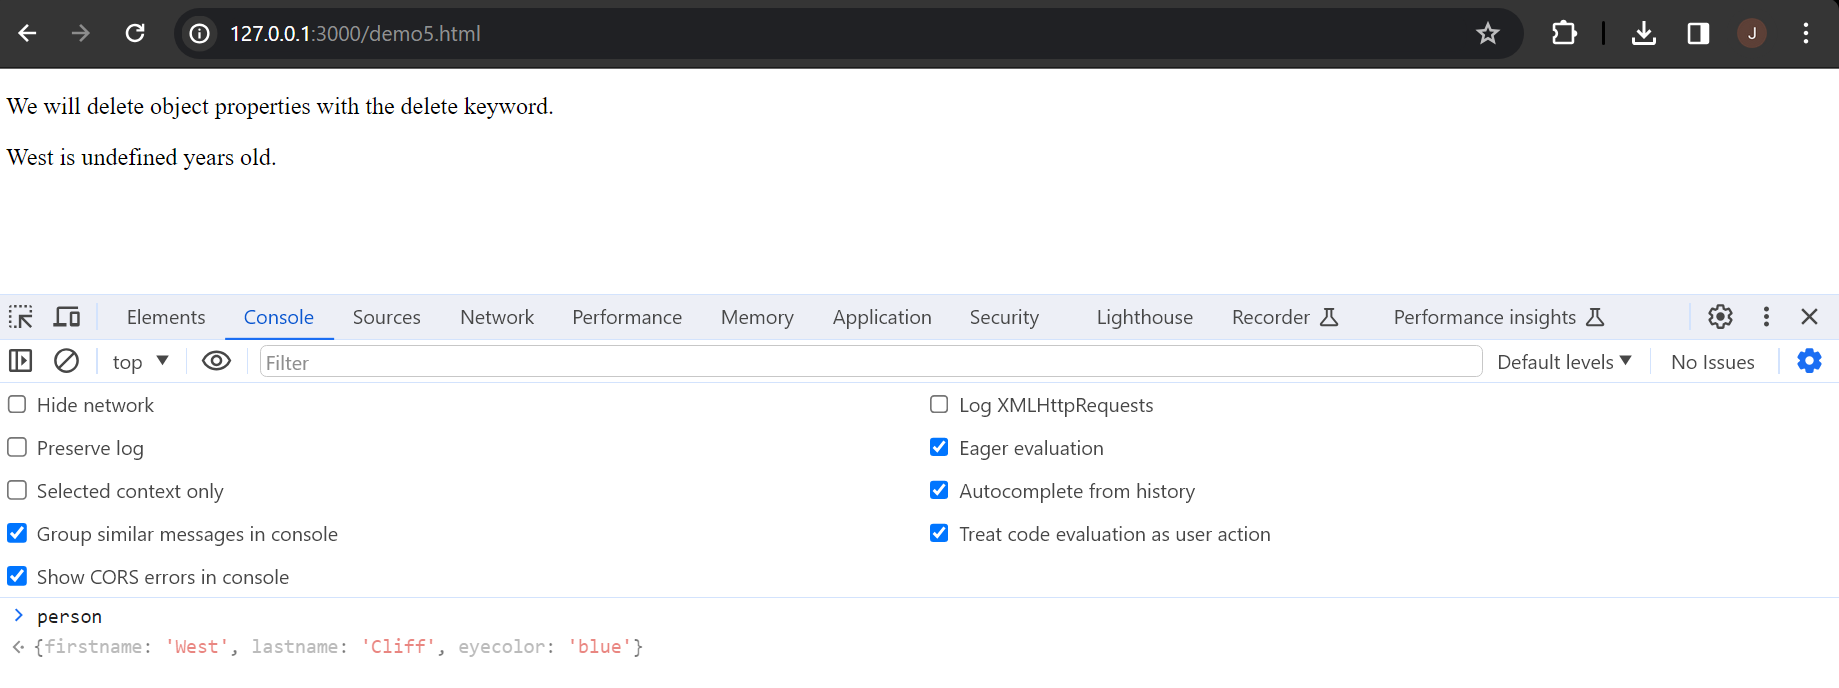 127.0.0.1:3000/demo5.html
J
We will delete object properties with the delete keyword.
West is undefined years old.
Elements Console Sources Network Performance Memory Application Security Lighthouse Recorder Performance insights
top Filter Default levels No Issues
Hide network Log XMLHttpRequests
Preserve log Eager evaluation
Selected context only Autocomplete from history
Group similar messages in console Treat code evaluation as user action
Show CORS errors in console
person
{firstname: 'West', lastname: 'Cliff', eyecolor: 'blue'}